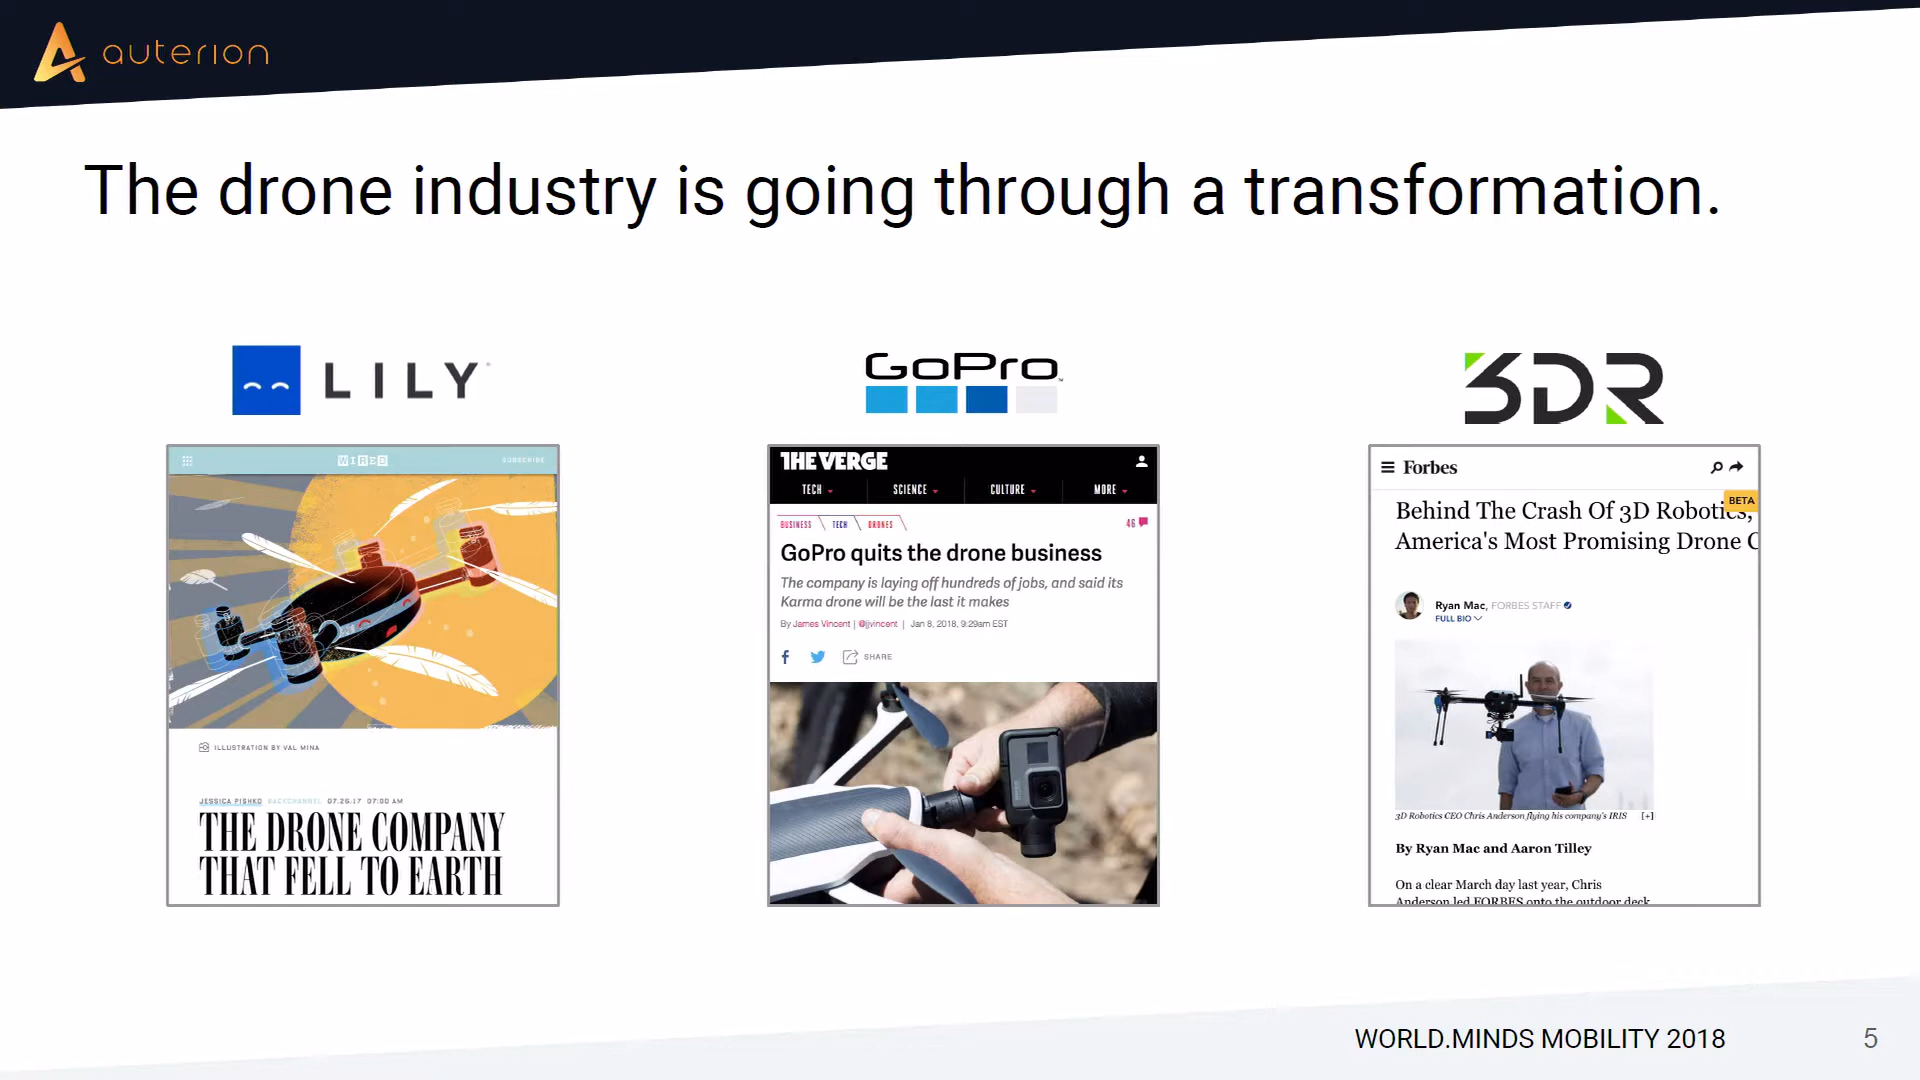 auterion
The drone industry is going through a transformation.
LILY
GoPro
3DR
WIRED
SUBSCRIBE
ILLUSTRATION BY VAL MINA
JESSICA PISHKO BACKCHANNEL 07.26.17 07:00 AM
THE DRONE COMPANY
THAT FELL TO EARTH
THE VERGE
TECH SCIENCE CULTURE MORE
BUSINESS TECH DRONES
46
GoPro quits the drone business
The company is laying off hundreds of jobs, and said its
Karma drone will be the last it makes
By James Vincent | @jjvincent | Jan 8, 2018, 9:29am EST
SHARE
Forbes
BETA
Behind The Crash Of 3D Robotics,
America's Most Promising Drone C
Ryan Mac, FORBES STAFF
FULL BIO
3D Robotics CEO Chris Anderson flying his company's IRIS [+]
By Ryan Mac and Aaron Tilley
On a clear March day last year, Chris
Anderson led FORBES onto the outdoor deck
WORLD.MINDS MOBILITY 2018
5